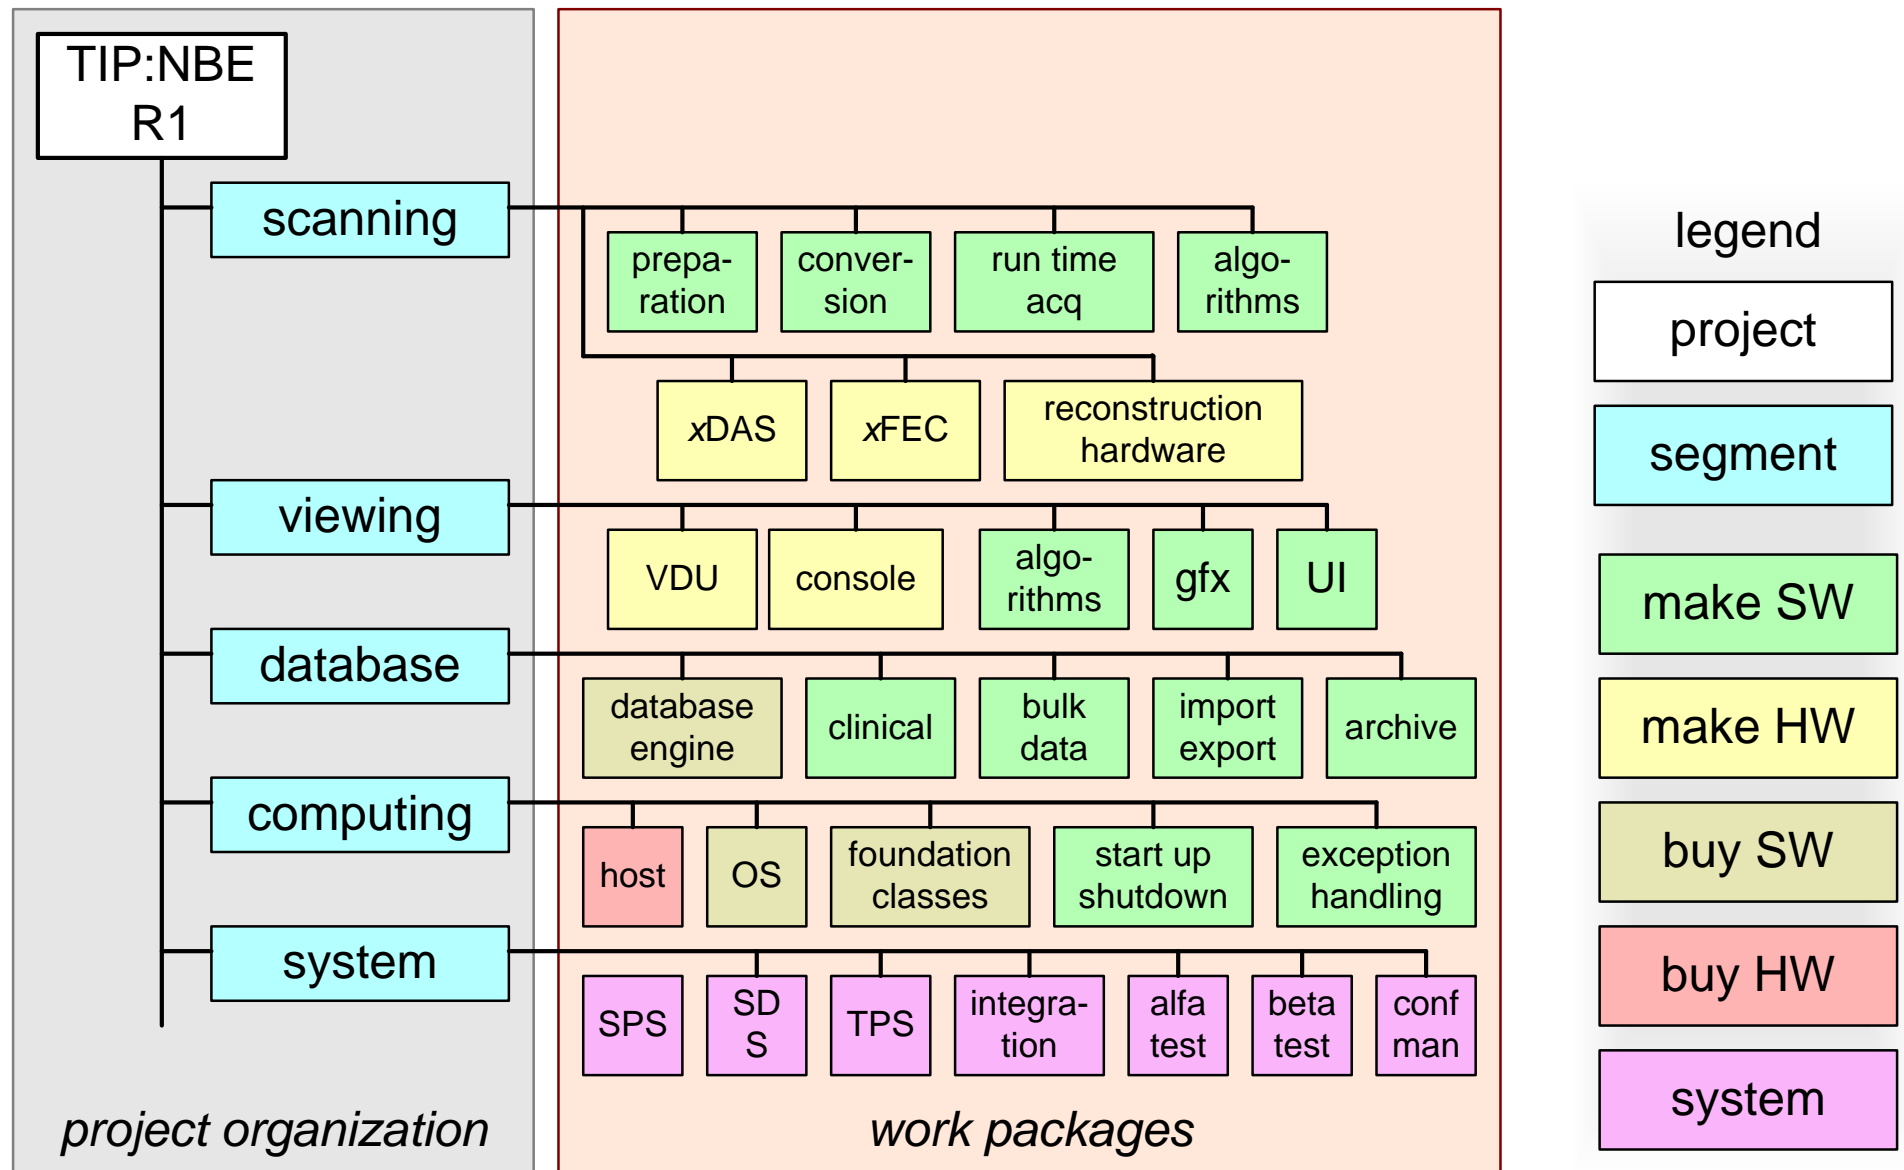 TIP:NBE
R1
scanning
prepa-
ration
conver-
sion
run time
acq
algo-
rithms
xDAS
xFEC
reconstruction
hardware
viewing
VDU
console
algo-
rithms
gfx
UI
database
database
engine
clinical
bulk
data
import
export
archive
computing
host
OS
foundation
classes
start up
shutdown
exception
handling
system
SPS
SD
S
TPS
integra-
tion
alfa
test
beta
test
conf
man
project organization
work packages
legend
project
segment
make SW
make HW
buy SW
buy HW
system